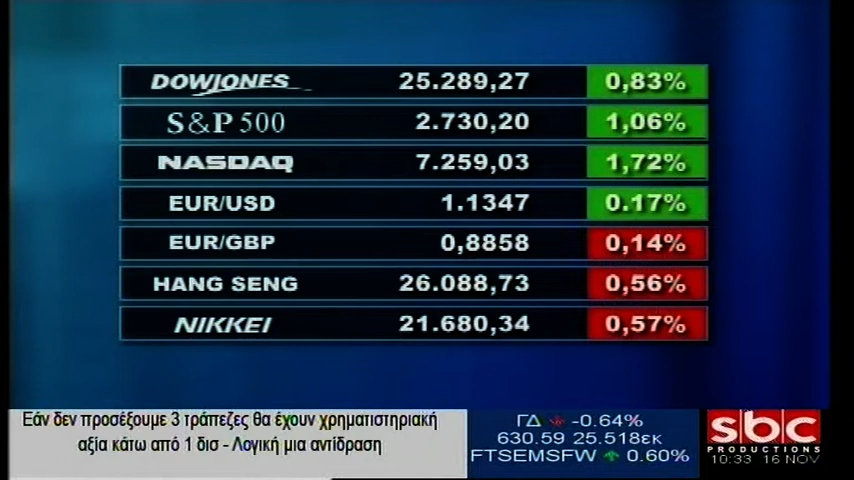 DOWJONES 25.289,27 0,83%
S&P 500 2.730,20 1,06%
NASDAQ 7.259,03 1,72%
EUR/USD 1.1347 0.17%
EUR/GBP 0,8858 0,14%
HANG SENG 26.088,73 0,56%
NIKKEI 21.680,34 0,57%
Εάν δεν προσέξουμε 3 τράπεζες θα έχουν χρηματιστηριακή
αξία κάτω από 1 δισ - Λογική μια αντίδραση
ΓΔ -0.64%
630.59 25.518εκ
FTSEMSFW 0.60%
sbc
PRODUCTIONS
10:33 16 NOV